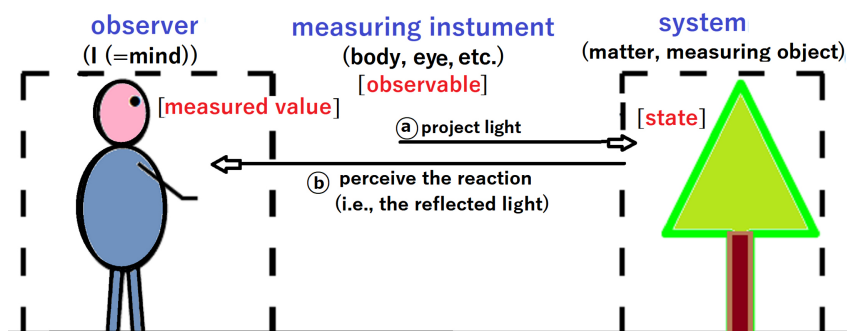 observer
(I (=mind))
measuring instument
(body, eye, etc.)
[observable]
system
(matter, measuring object)
[measured value]
[state]
ⓐ project light
ⓑ perceive the reaction
(i.e., the reflected light)